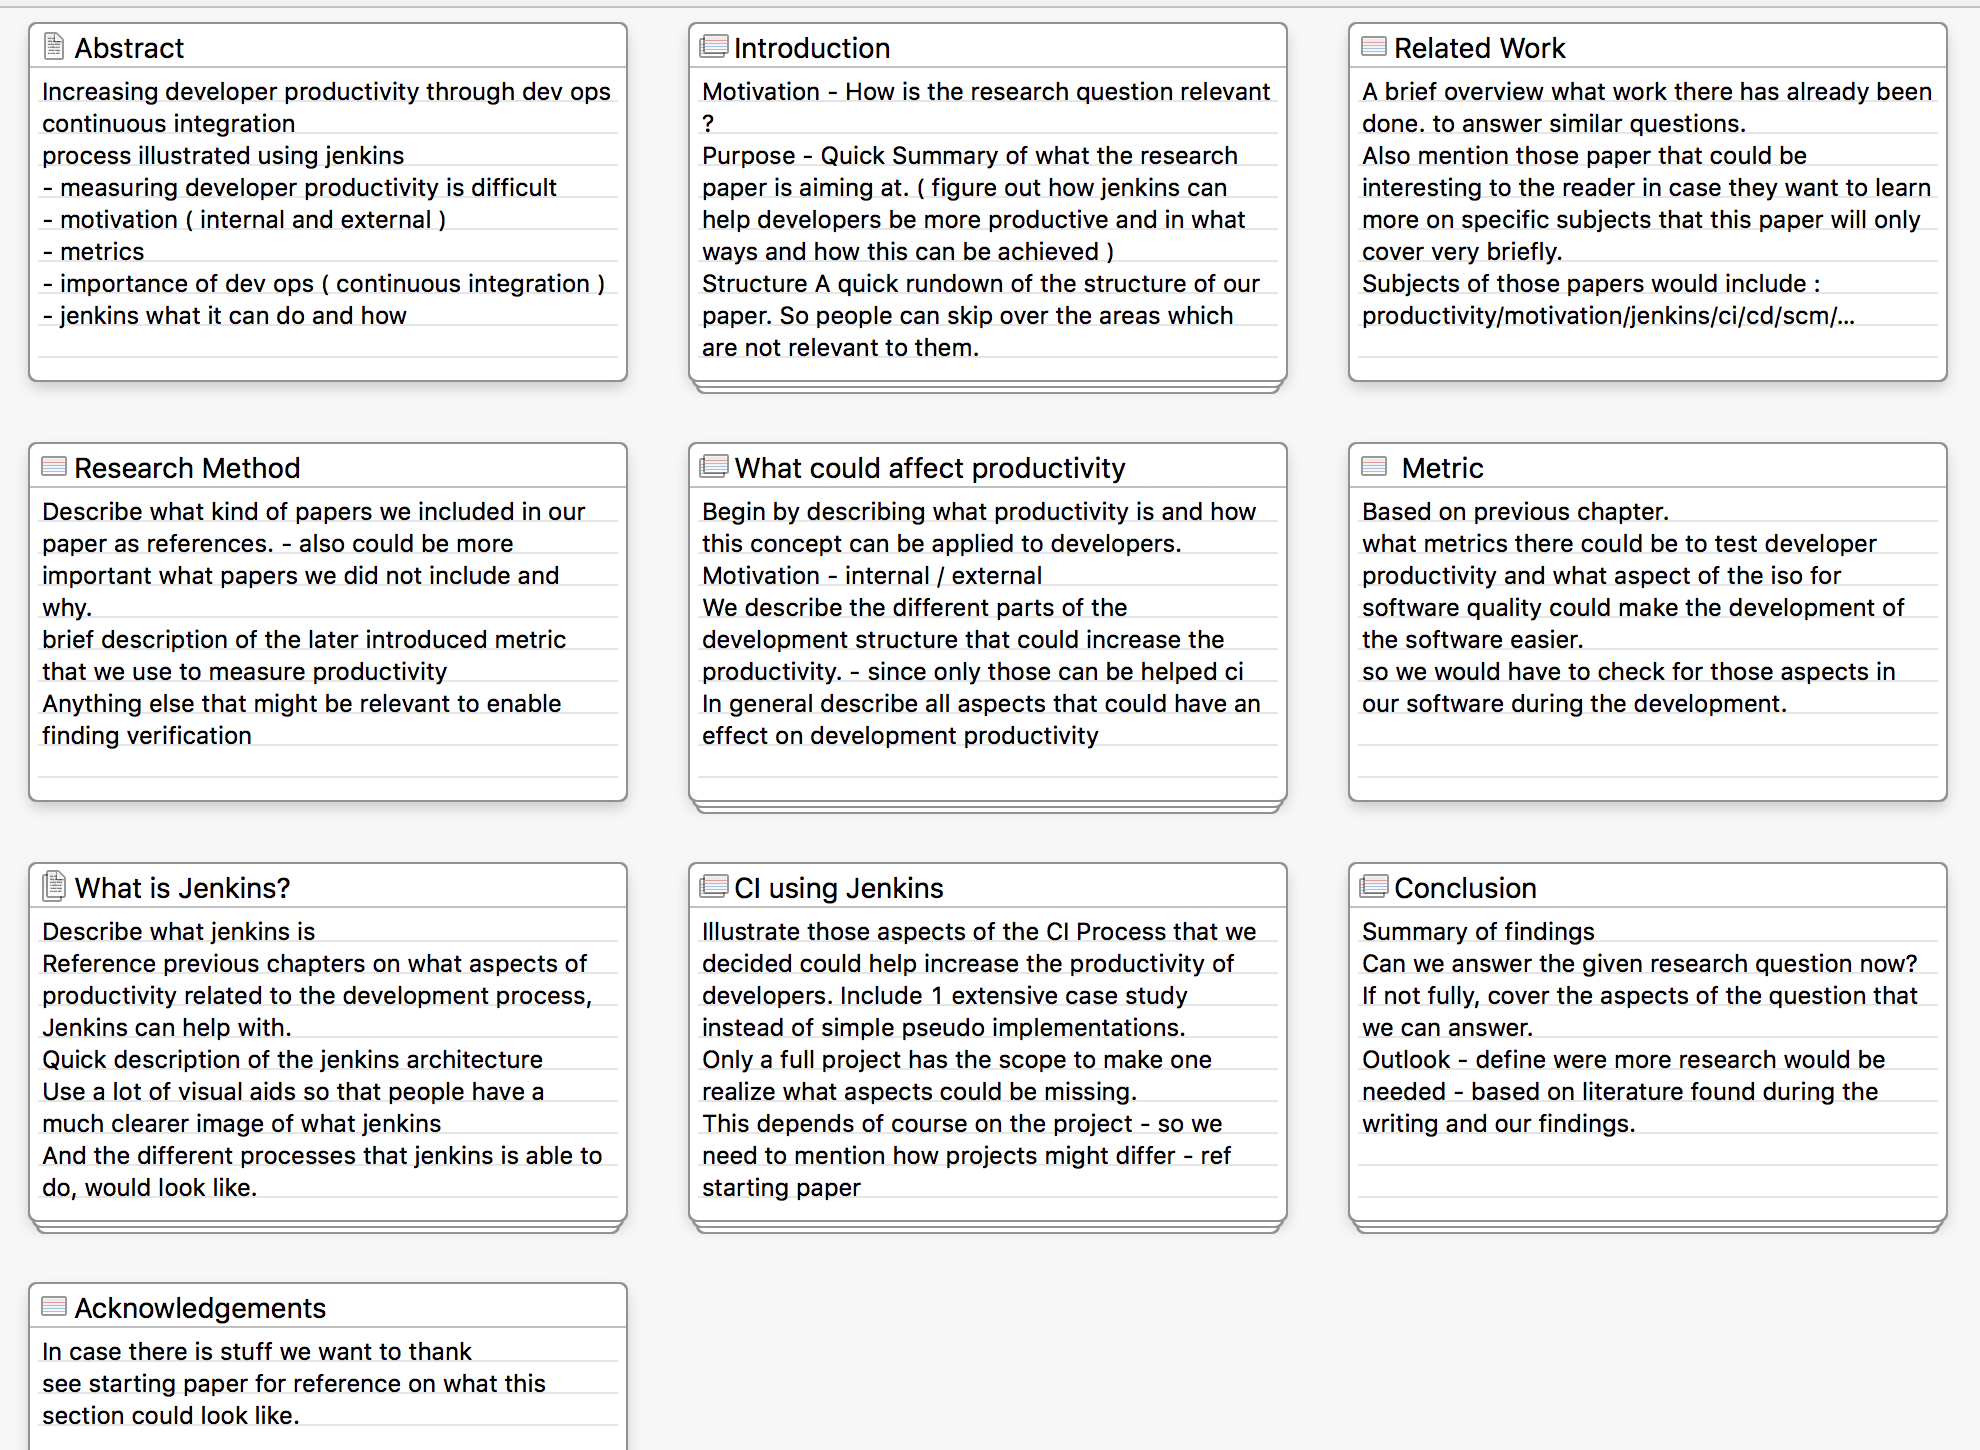 Abstract
Increasing developer productivity through dev ops
continuous integration
process illustrated using jenkins
- measuring developer productivity is difficult
- motivation ( internal and external )
- metrics
- importance of dev ops ( continuous integration )
- jenkins what it can do and how
Introduction
Motivation - How is the research question relevant
?
Purpose - Quick Summary of what the research
paper is aiming at. ( figure out how jenkins can
help developers be more productive and in what
ways and how this can be achieved )
Structure A quick rundown of the structure of our
paper. So people can skip over the areas which
are not relevant to them.
Related Work
A brief overview what work there has already been
done. to answer similar questions.
Also mention those paper that could be
interesting to the reader in case they want to learn
more on specific subjects that this paper will only
cover very briefly.
Subjects of those papers would include :
productivity/motivation/jenkins/ci/cd/scm/...
Research Method
Describe what kind of papers we included in our
paper as references. - also could be more
important what papers we did not include and
why.
brief description of the later introduced metric
that we use to measure productivity
Anything else that might be relevant to enable
finding verification
What could affect productivity
Begin by describing what productivity is and how
this concept can be applied to developers.
Motivation - internal / external
We describe the different parts of the
development structure that could increase the
productivity. - since only those can be helped ci
In general describe all aspects that could have an
effect on development productivity
Metric
Based on previous chapter.
what metrics there could be to test developer
productivity and what aspect of the iso for
software quality could make the development of
the software easier.
so we would have to check for those aspects in
our software during the development.
What is Jenkins?
Describe what jenkins is
Reference previous chapters on what aspects of
productivity related to the development process,
Jenkins can help with.
Quick description of the jenkins architecture
Use a lot of visual aids so that people have a
much clearer image of what jenkins
And the different processes that jenkins is able to
do, would look like.
CI using Jenkins
Illustrate those aspects of the CI Process that we
decided could help increase the productivity of
developers. Include 1 extensive case study
instead of simple pseudo implementations.
Only a full project has the scope to make one
realize what aspects could be missing.
This depends of course on the project - so we
need to mention how projects might differ - ref
starting paper
Conclusion
Summary of findings
Can we answer the given research question now?
If not fully, cover the aspects of the question that
we can answer.
Outlook - define were more research would be
needed - based on literature found during the
writing and our findings.
Acknowledgements
In case there is stuff we want to thank
see starting paper for reference on what this
section could look like.